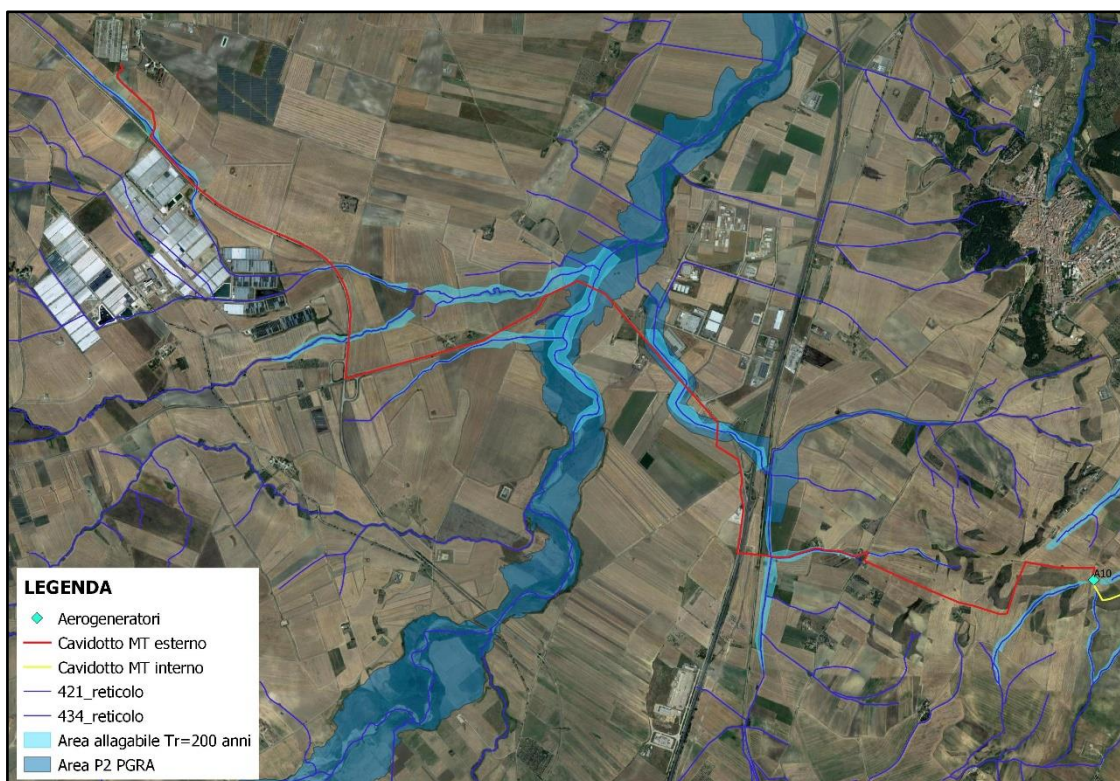 A10
LEGENDA
Aerogeneratori
Cavidotto MT esterno
Cavidotto MT interno
421_reticolo
434_reticolo
Area allagabile Tr=200 anni
Area P2 PGRA